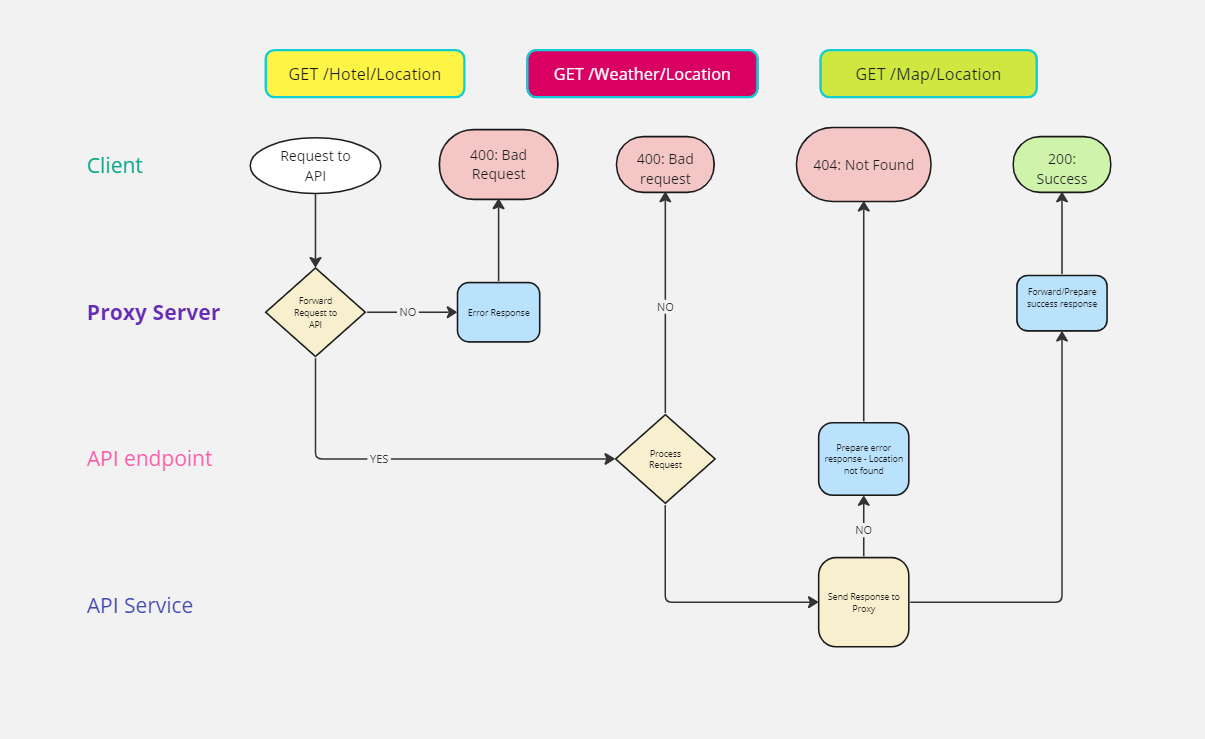 GET /Hotel/Location
GET /Weather/Location
GET /Map/Location
Client
Request to
API
400: Bad
Request
400: Bad
request
404: Not Found
200:
Success
Proxy Server
Forward
Request to
API
NO
Error Response
NO
Forward/Prepare
success response
API endpoint
YES
Process
Request
Prepare error
response - Location
not found
NO
API Service
Send Response to
Proxy